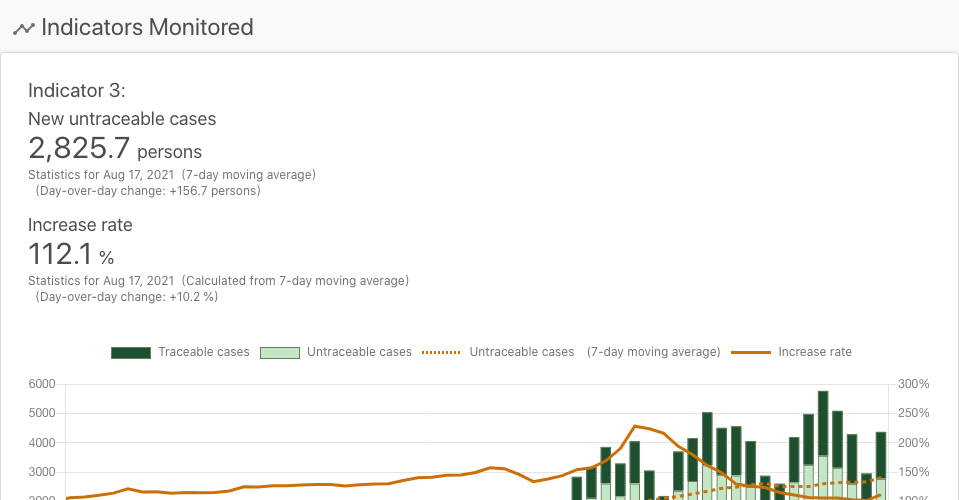 Indicators Monitored
Indicator 3:
New untraceable cases
2,825.7 persons
Statistics for Aug 17, 2021 (7-day moving average)
(Day-over-day change: +156.7 persons)
Increase rate
112.1 %
Statistics for Aug 17, 2021 (Calculated from 7-day moving average)
(Day-over-day change: +10.2 %)
Traceable cases Untraceable cases Untraceable cases (7-day moving average) Increase rate
6000 300%
5000 250%
4000 200%
3000 150%
2000 100%